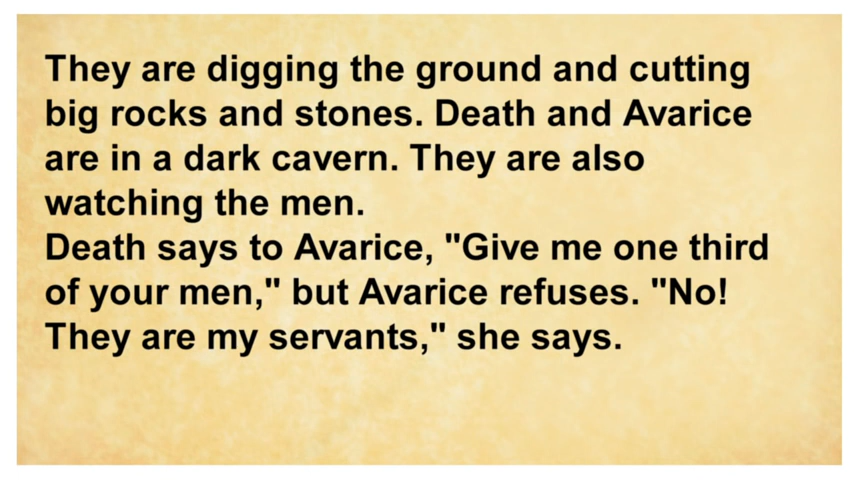 They are digging the ground and cutting
big rocks and stones. Death and Avarice
are in a dark cavern. They are also
watching the men.
Death says to Avarice, "Give me one third
of your men," but Avarice refuses. "No!
They are my servants," she says.